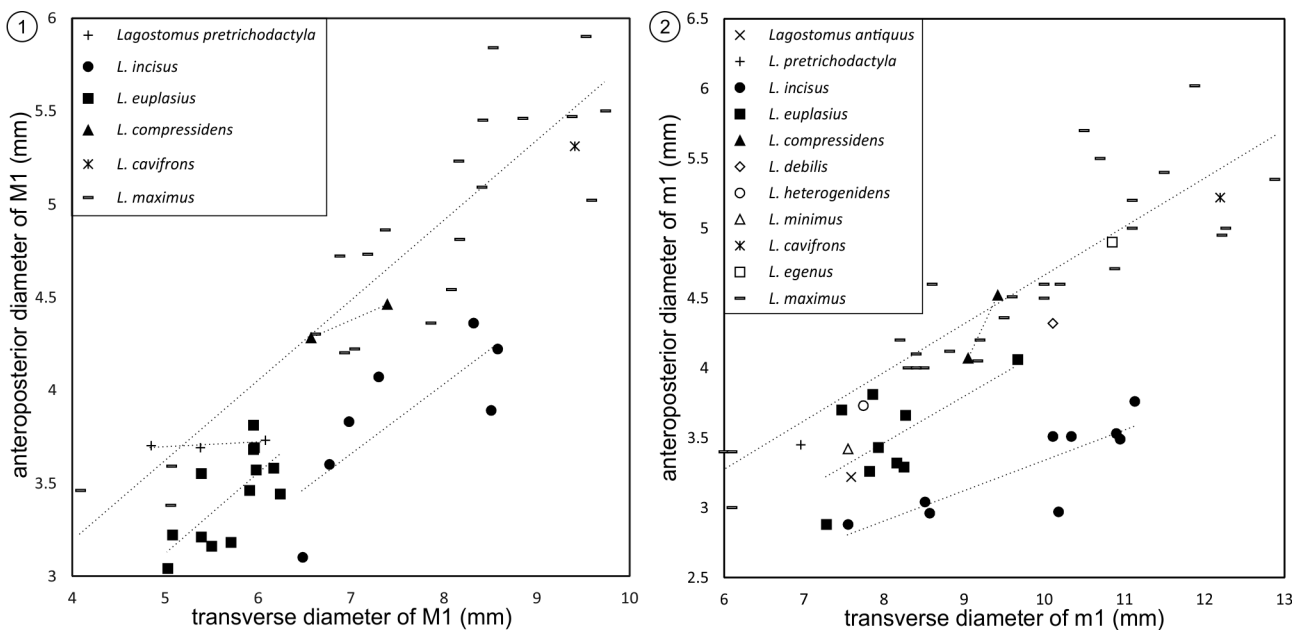 1
6
5.5
5
4.5
4
3.5
3
anteroposterior diameter of M1 (mm)
Lagostomus pretrichodactyla
L. incisus
L. euplasius
L. compressidens
L. cavifrons
L. maximus
4 5 6 7 8 9 10
transverse diameter of M1 (mm)
2
6.5
6
5.5
5
4.5
4
3.5
3
2.5
anteroposterior diameter of m1 (mm)
Lagostomus antiquus
L. pretrichodactyla
L. incisus
L. euplasius
L. compressidens
L. debilis
L. heterogenidens
L. minimus
L. cavifrons
L. egenus
L. maximus
6 7 8 9 10 11 12 13
transverse diameter of m1 (mm)